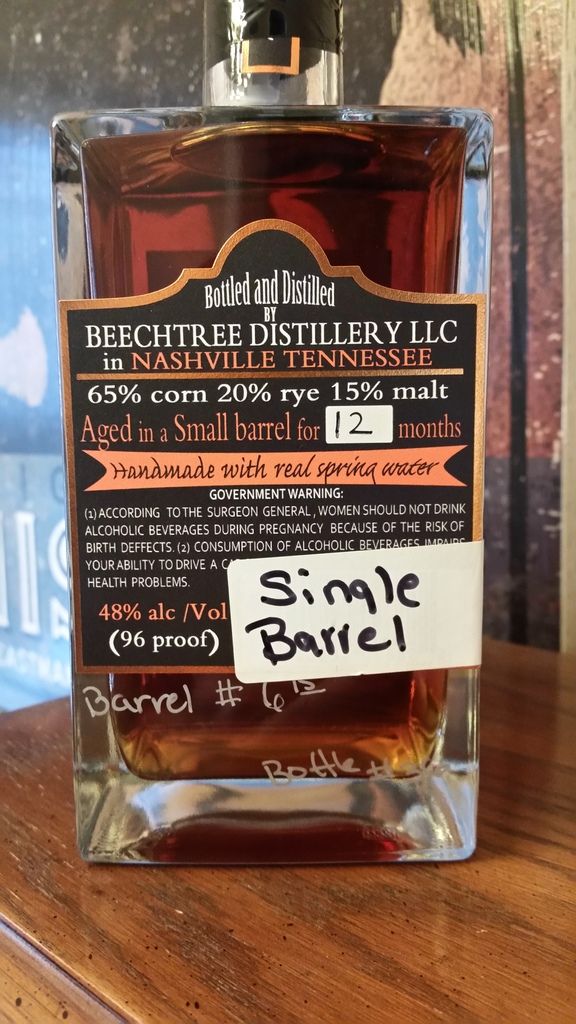 Bottled and Distilled
BY
BEECHTREE DISTILLERY LLC
in NASHVILLE TENNESSEE
65% corn 20% rye 15% malt
Aged in a Small barrel for 12 months
Handmade with real spring water
GOVERNMENT WARNING:
(1) ACCORDING TO THE SURGEON GENERAL, WOMEN SHOULD NOT DRINK
ALCOHOLIC BEVERAGES DURING PREGNANCY BECAUSE OF THE RISK OF
BIRTH DEFFECTS. (2) CONSUMPTION OF ALCOHOLIC BEVERAGES IMPAIRS
YOUR ABILITY TO DRIVE A
HEALTH PROBLEMS.
48% alc /Vol
(96 proof)
Single
Barrel
Barrel # 6
Bottle #